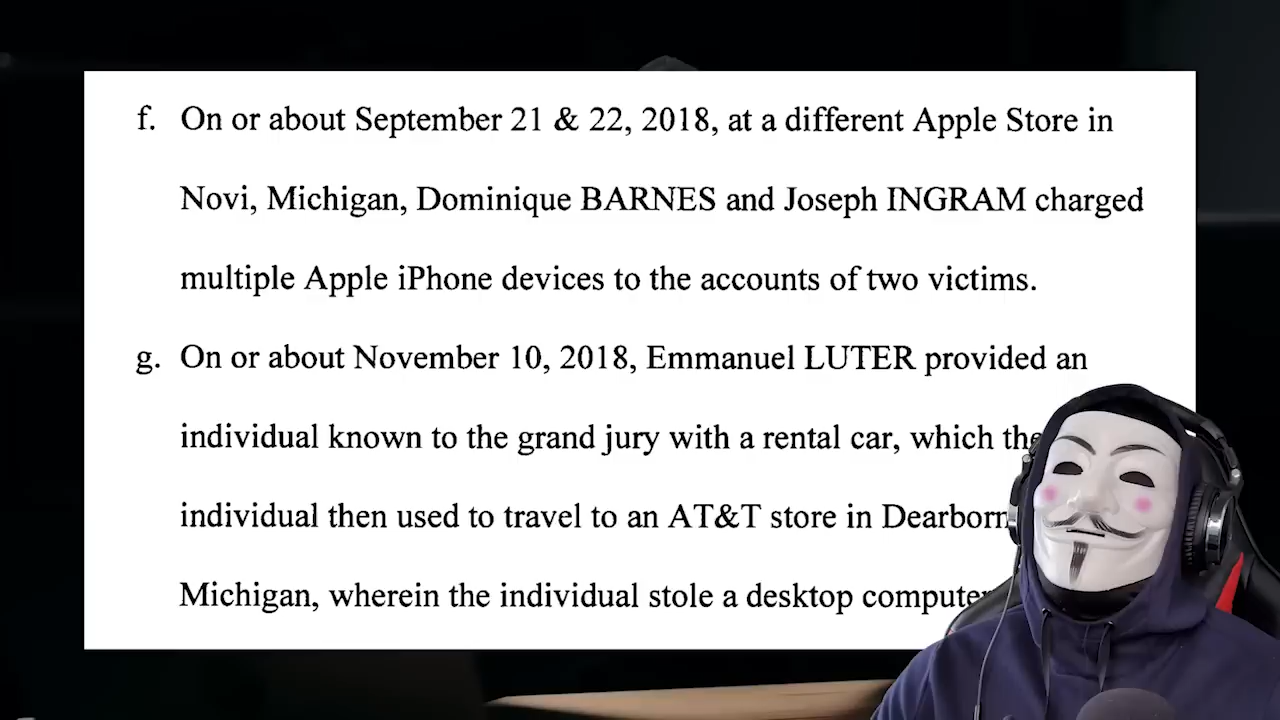 f. On or about September 21 & 22, 2018, at a different Apple Store in
Novi, Michigan, Dominique BARNES and Joseph INGRAM charged
multiple Apple iPhone devices to the accounts of two victims.
g. On or about November 10, 2018, Emmanuel LUTER provided an
individual known to the grand jury with a rental car, which
individual then used to travel to an AT&T store in Dearborn
Michigan, wherein the individual stole a desktop computer